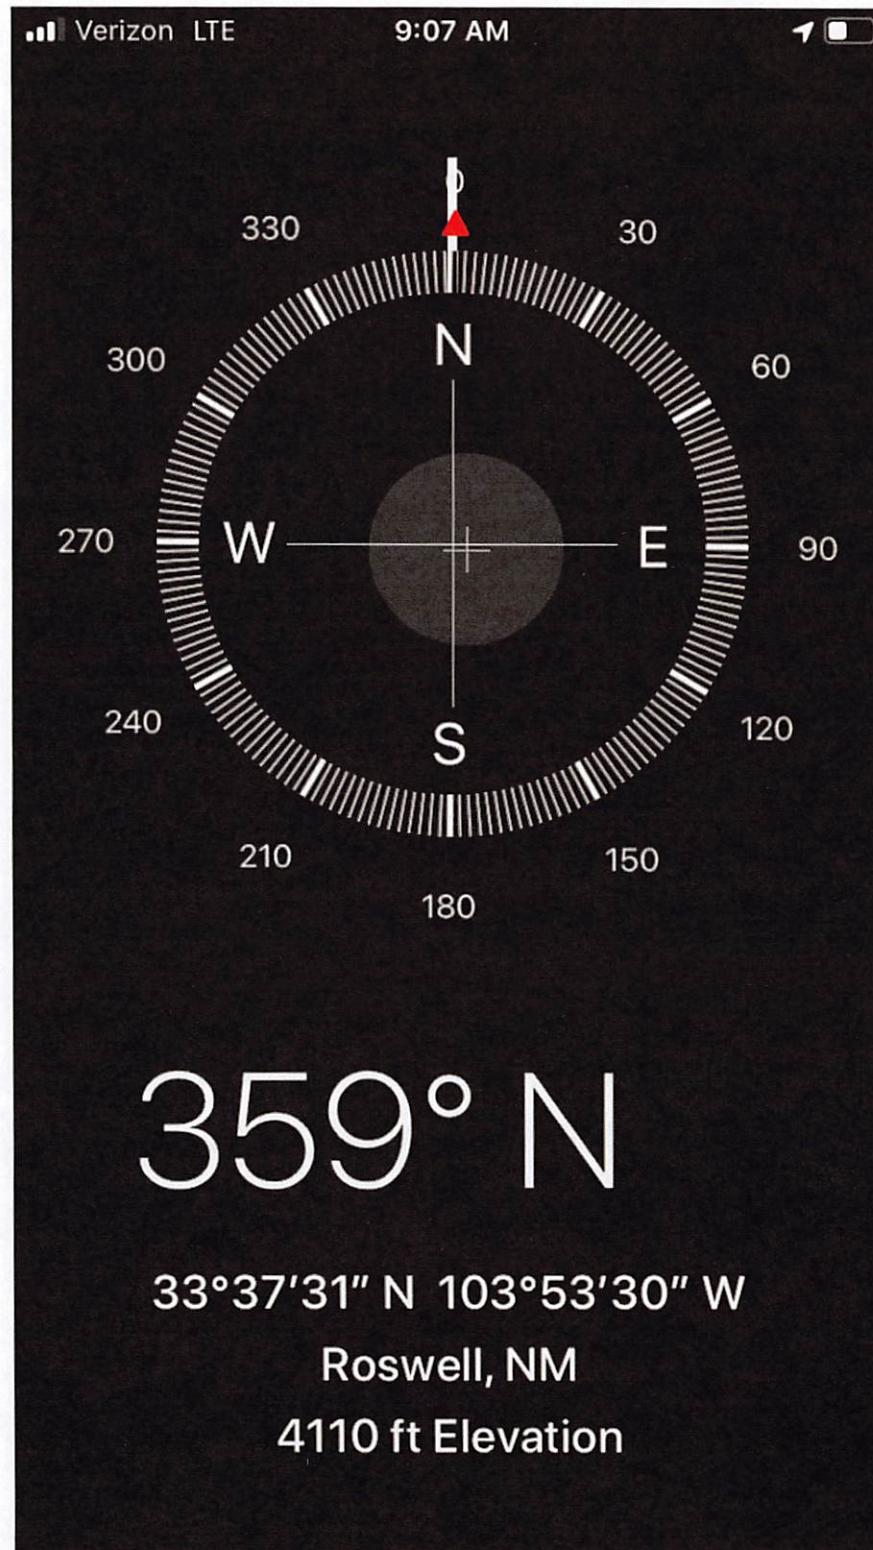 Verizon LTE 9:07 AM
0
330 30
300 60
N
270 W E 90
S
240 120
210 150
180
359° N
33°37'31" N 103°53'30" W
Roswell, NM
4110 ft Elevation